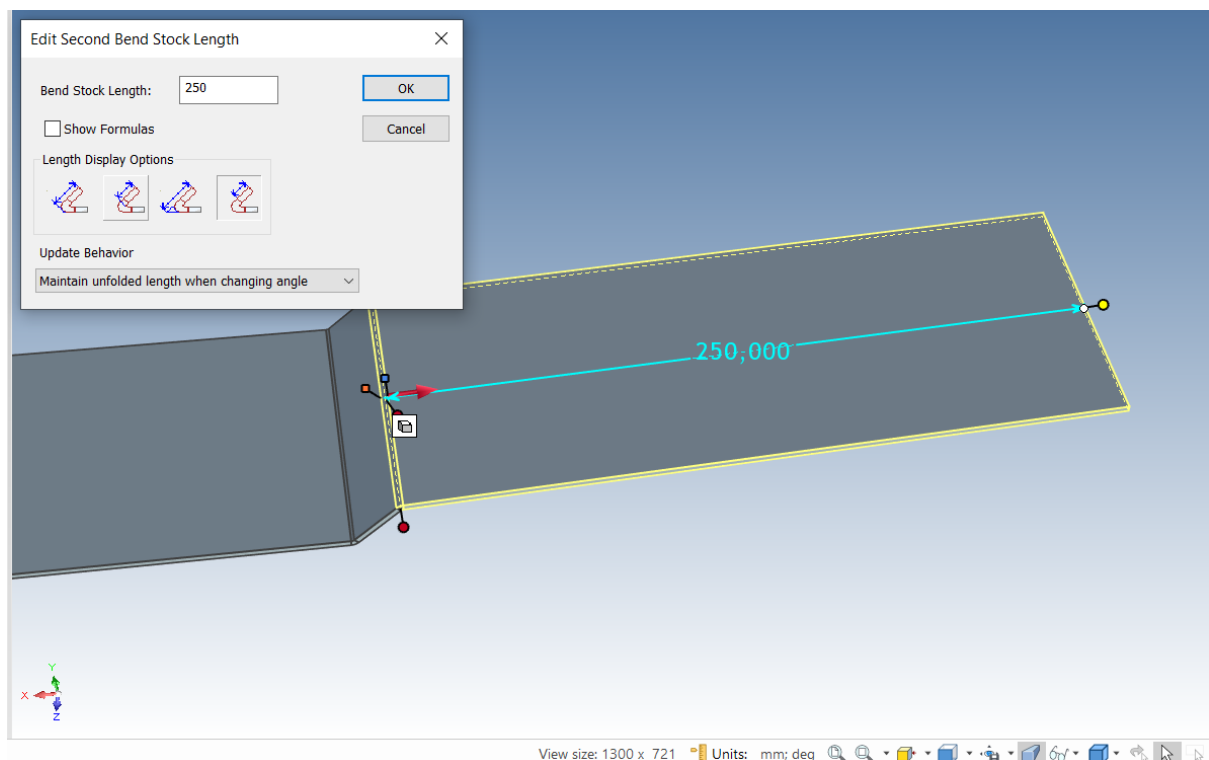 Edit Second Bend Stock Length
Bend Stock Length: 250 OK
Show Formulas Cancel
Length Display Options
Update Behavior
Maintain unfolded length when changing angle
250,000
Y
X
Z
View size: 1300 x 721 Units: mm; deg